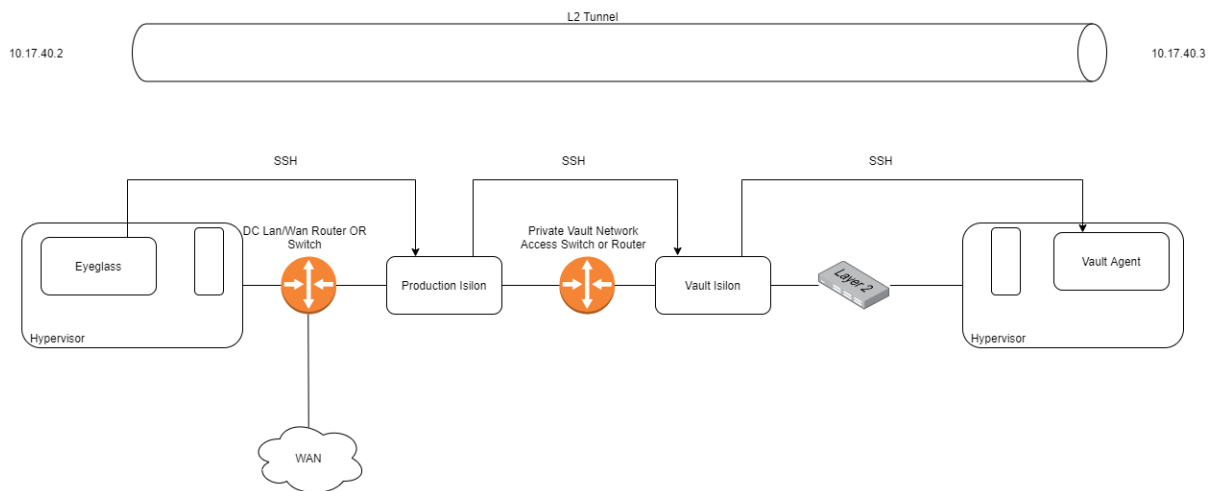 L2 Tunnel
10.17.40.2
10.17.40.3
SSH
SSH
SSH
DC Lan/Wan Router OR
Switch
Private Vault Network
Access Switch or Router
Eyeglass
Production Isilon
Vault Isilon
Layer 2
Vault Agent
Hypervisor
Hypervisor
WAN